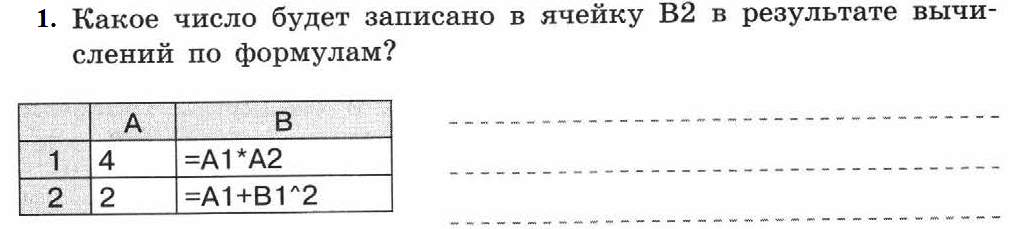 1. Какое число будет записано в ячейку B2 в результате вычи-
слений по формулам?
A B
1 4 =A1*A2
2 2 =A1+B1^2